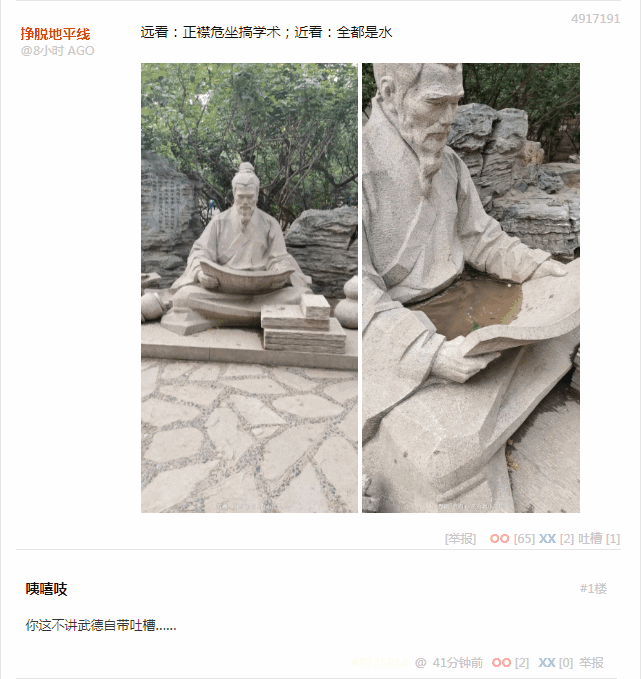 4917191
挣脱地平线
@8小时 AGO
远看：正襟危坐搞学术；近看：全都是水
[举报] OO [65] XX [2] 吐槽 [1]
咦嘻吱
#1楼
你这不讲武德自带吐槽……
@ 41分钟前 OO [2] XX [0] 举报